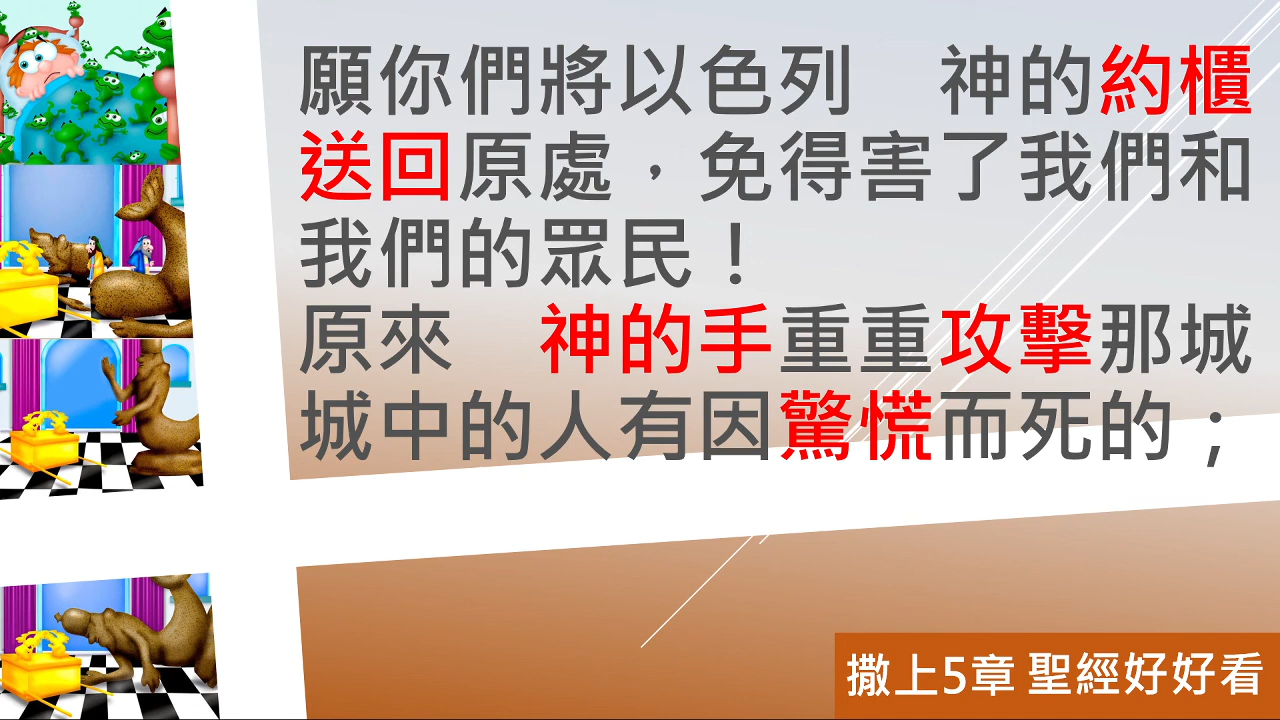 願你們將以色列　神的約櫃
送回原處，免得害了我們和
我們的眾民！
原來　神的手重重攻擊那城
城中的人有因驚慌而死的；
撒上5章 聖經好好看